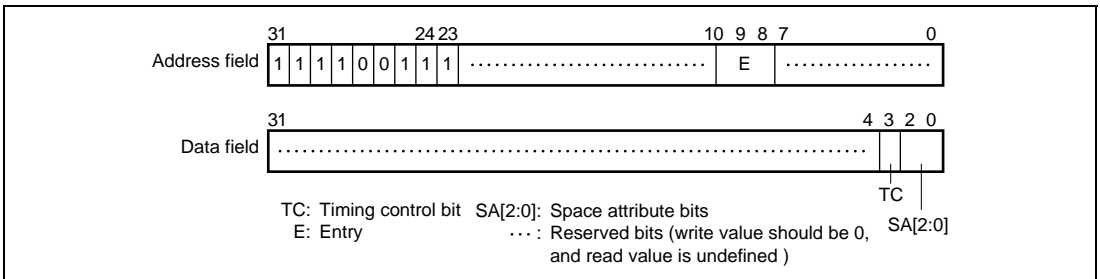 31 24 23 10 9 8 7 0
Address field 1 1 1 1 0 0 1 1 1 ⋯ E ⋯
31 4 3 2 0
Data field ⋯
TC
SA[2:0]
TC: Timing control bit SA[2:0]: Space attribute bits
E: Entry ⋯ : Reserved bits (write value should be 0,
and read value is undefined )